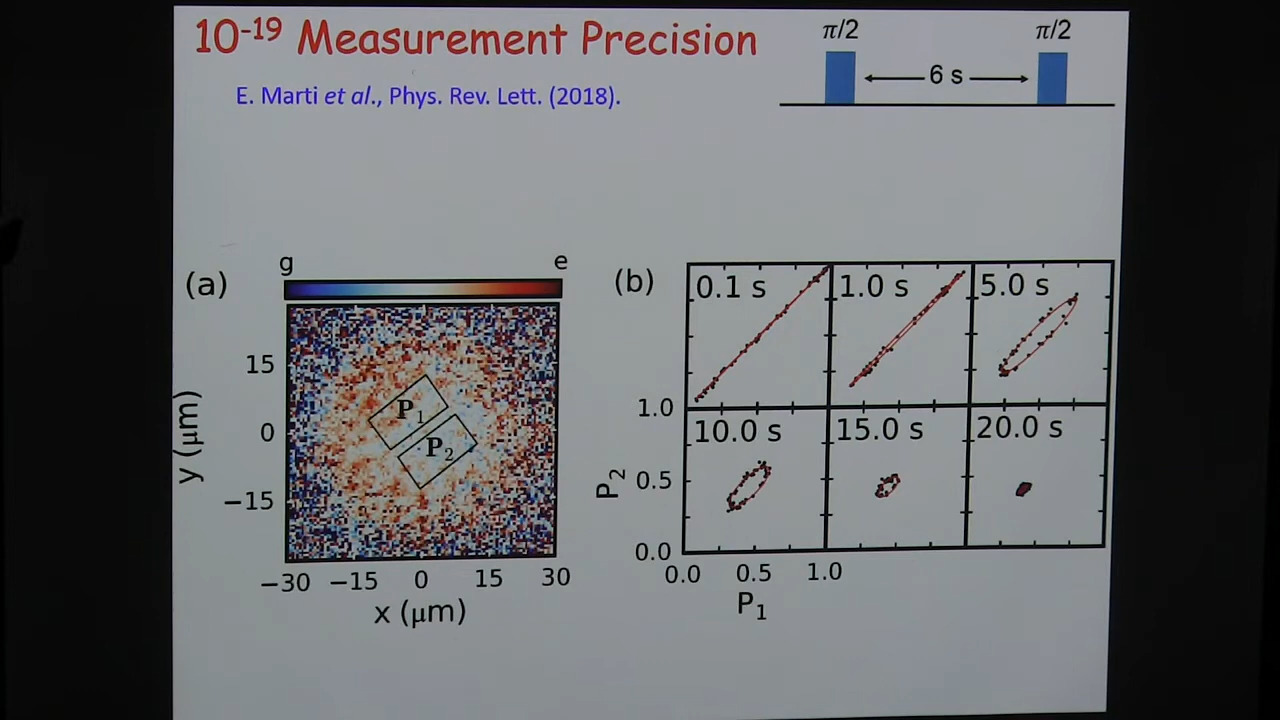 10⁻¹⁹ Measurement Precision
E. Marti et al., Phys. Rev. Lett. (2018).
π/2
π/2
6 s
(a)
g
e
15
0
−15
y (μm)
P₁
P₂
−30 −15 0 15 30
x (μm)
(b)
0.1 s
1.0 s
5.0 s
10.0 s
15.0 s
20.0 s
1.0
0.5
0.0
P₂
0.0 0.5 1.0
P₁